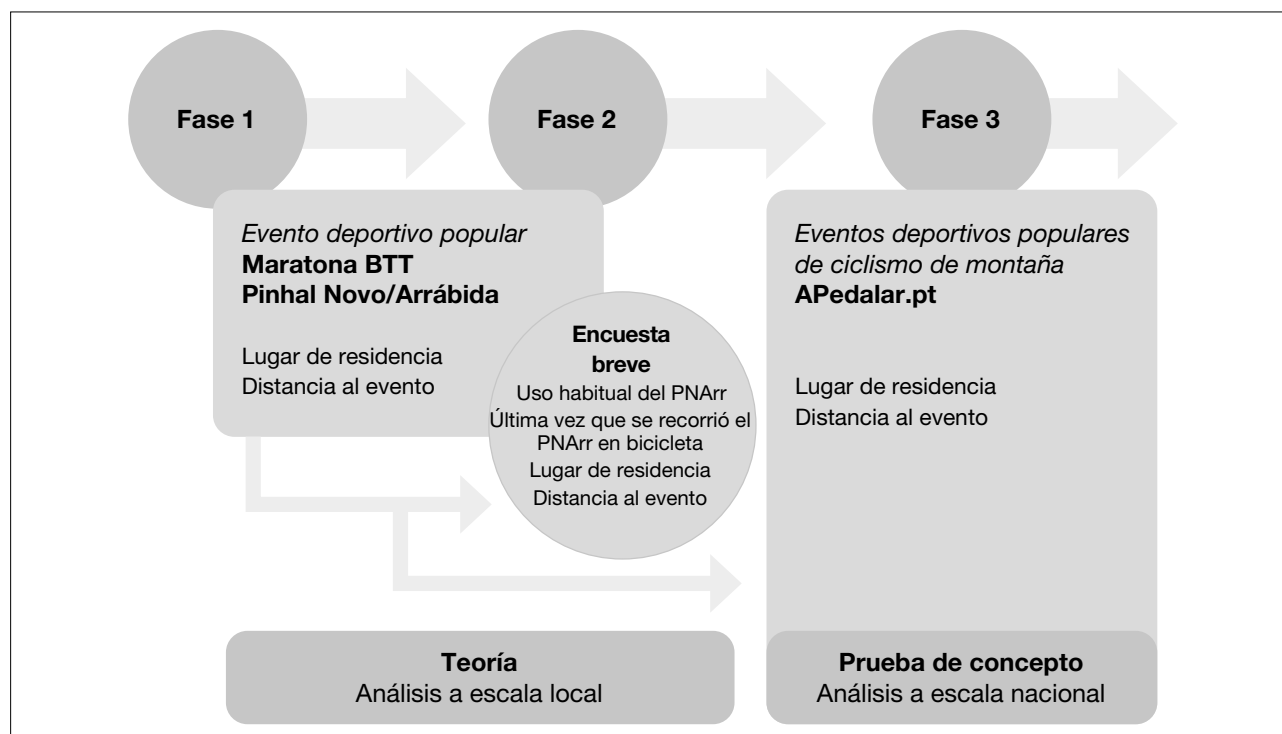 Fase 1
Fase 2
Fase 3
Evento deportivo popular
Maratona BTT
Pinhal Novo/Arrábida
Lugar de residencia
Distancia al evento
Encuesta
breve
Uso habitual del PNArr
Última vez que se recorrió el
PNArr en bicicleta
Lugar de residencia
Distancia al evento
Eventos deportivos populares
de ciclismo de montaña
APedalar.pt
Lugar de residencia
Distancia al evento
Teoría
Análisis a escala local
Prueba de concepto
Análisis a escala nacional